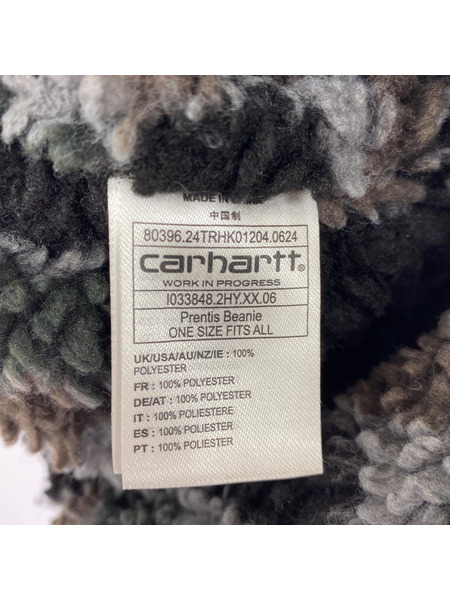 MADE IN
中国制
80396.24TRHK01204.0624
carhartt®
WORK IN PROGRESS
I033848.2HY.XX.06
Prentis Beanie
ONE SIZE FITS ALL
UK/USA/AU/NZ/IE : 100%
POLYESTER
FR : 100% POLYESTER
DE/AT : 100% POLYESTER
IT : 100% POLIESTERE
ES : 100% POLIESTER
PT : 100% POLIESTER